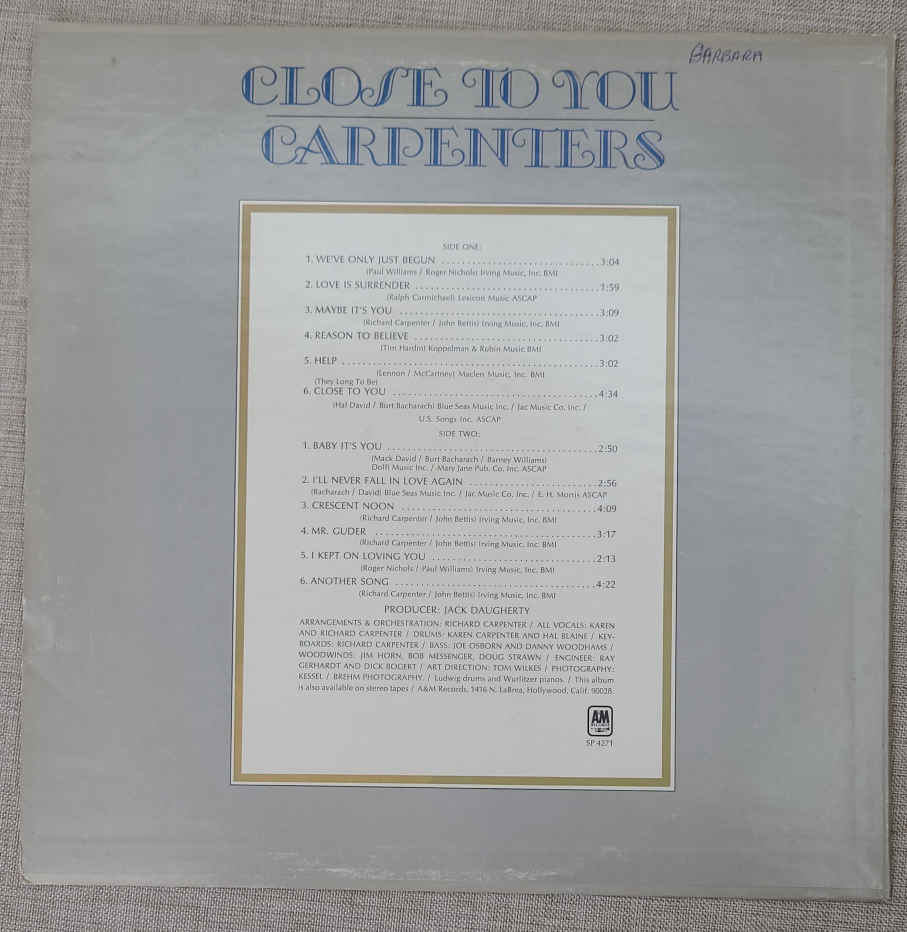 BARBARA
CLOSE TO YOU
CARPENTERS
SIDE ONE:
1. WE'VE ONLY JUST BEGUN ..............................3:04
(Paul Williams / Roger Nichols) Irving Music, Inc. BMI
2. LOVE IS SURRENDER ...................................1:59
(Ralph Carmichael) Lexicon Music ASCAP
3. MAYBE IT'S YOU ......................................3:09
(Richard Carpenter / John Bettis) Irving Music, Inc. BMI
4. REASON TO BELIEVE ...................................3:02
(Tim Hardin) Koppelman & Rubin Music BMI
5. HELP .................................................3:02
(Lennon / McCartney) Maclen Music, Inc. BMI
(They Long To Be)
6. CLOSE TO YOU .......................................4:34
(Hal David / Burt Bacharach) Blue Seas Music Inc. / Jac Music Co. Inc. /
U.S. Songs Inc. ASCAP
SIDE TWO:
1. BABY IT'S YOU ........................................2:50
(Mack David / Burt Bacharach / Barney Williams)
Dolfi Music Inc. / Mary Jane Pub. Co. Inc. ASCAP
2. I'LL NEVER FALL IN LOVE AGAIN .........................2:56
(Bacharach / David) Blue Seas Music Inc. / Jac Music Co. Inc. / E. H. Morris ASCAP
3. CRESCENT NOON .....................................4:09
(Richard Carpenter / John Bettis) Irving Music, Inc. BMI
4. MR. GUDER ..........................................3:17
(Richard Carpenter / John Bettis) Irving Music, Inc. BMI
5. I KEPT ON LOVING YOU ...............................2:13
(Roger Nichols / Paul Williams) Irving Music, Inc. BMI
6. ANOTHER SONG ......................................4:22
(Richard Carpenter / John Bettis) Irving Music, Inc. BMI
PRODUCER: JACK DAUGHERTY
ARRANGEMENTS & ORCHESTRATION: RICHARD CARPENTER / ALL VOCALS: KAREN
AND RICHARD CARPENTER / DRUMS: KAREN CARPENTER AND HAL BLAINE / KEY-
BOARDS: RICHARD CARPENTER / BASS: JOE OSBORN AND DANNY WOODHAMS /
WOODWINDS: JIM HORN, BOB MESSENGER, DOUG STRAWN / ENGINEER: RAY
GERHARDT AND DICK BOGERT / ART DIRECTION: TOM WILKES / PHOTOGRAPHY:
KESSEL / BREHM PHOTOGRAPHY. / Ludwig drums and Wurlitzer pianos. / This album
is also available on stereo tapes / A&M Records, 1416 N. LaBrea, Hollywood, Calif. 90028.
AM
RECORDS
SP 4271